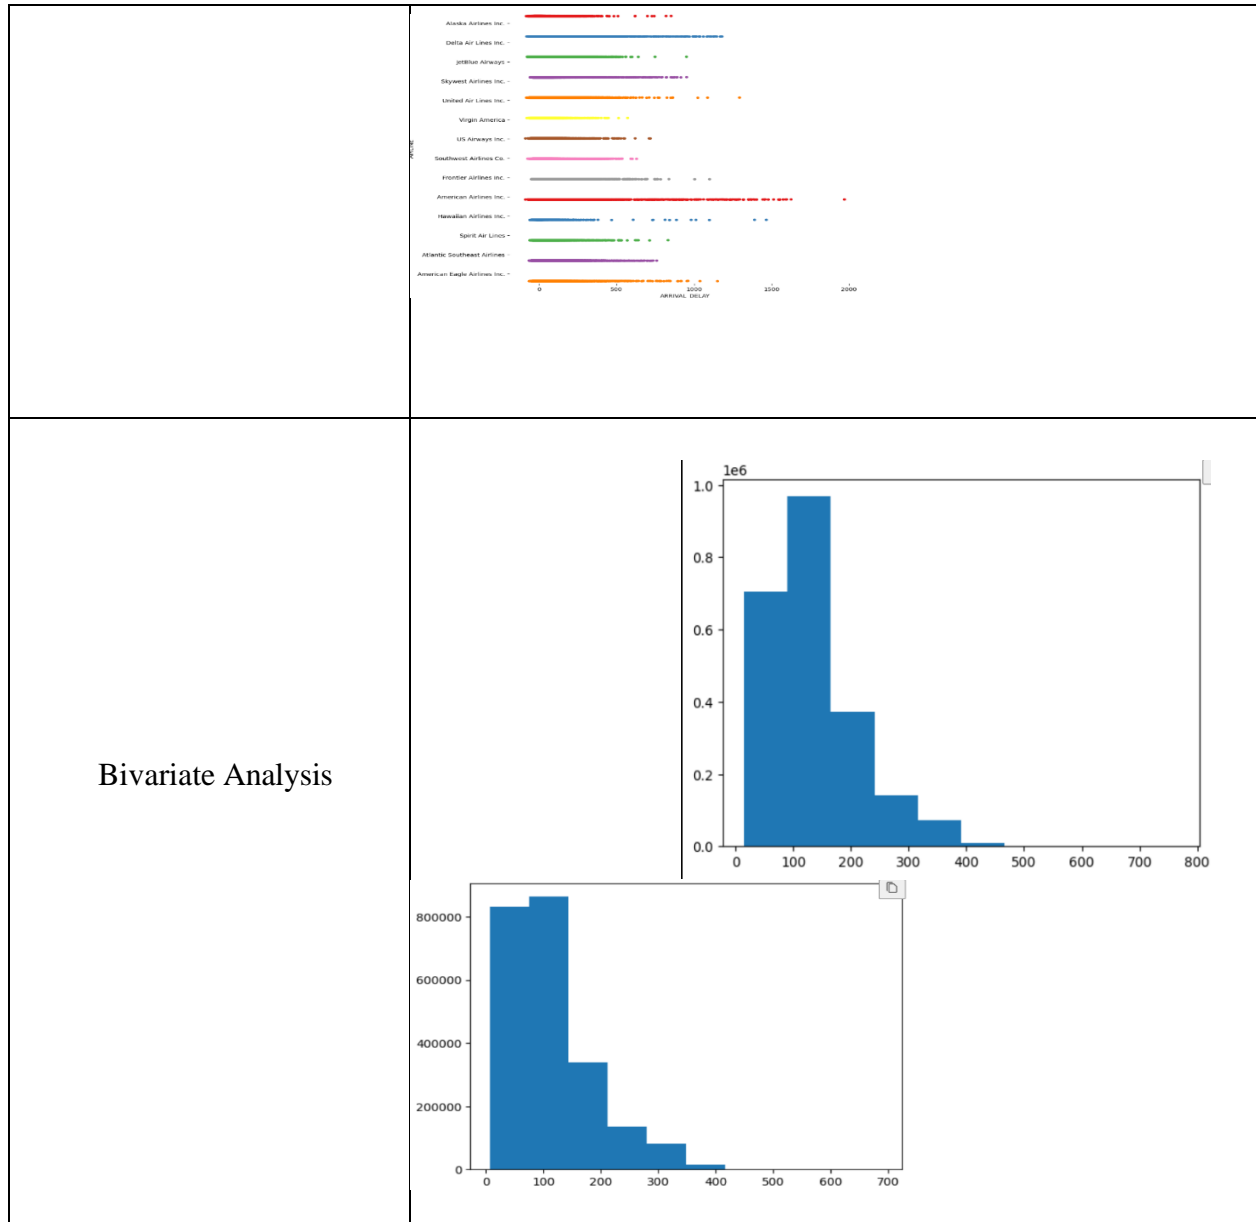 Alaska Airlines Inc.
Delta Air Lines Inc.
JetBlue Airways
Skywest Airlines Inc.
United Air Lines Inc.
Virgin America
US Airways Inc.
Southwest Airlines Co.
Frontier Airlines Inc.
American Airlines Inc.
Hawaiian Airlines Inc.
Spirit Air Lines
Atlantic Southeast Airlines
American Eagle Airlines Inc.
0 500 1000 1500 2000
ARRIVAL_DELAY
Bivariate Analysis
1e6
1.0
0.8
0.6
0.4
0.2
0.0
0 100 200 300 400 500 600 700 800
800000
600000
400000
200000
0
0 100 200 300 400 500 600 700